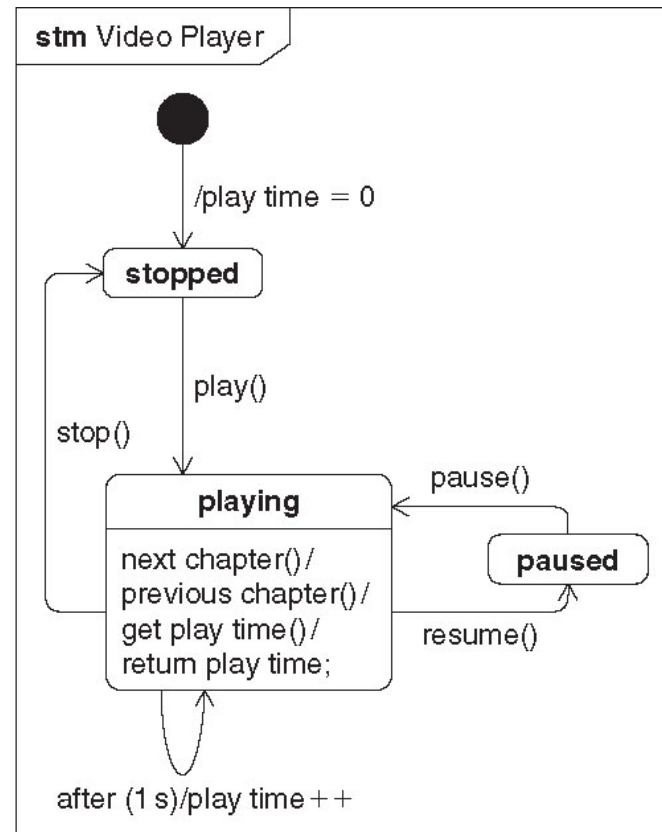 stm Video Player
/play time = 0
stopped
play()
stop()
playing
pause()
next chapter()/
paused
previous chapter()/
get play time()/
resume()
return play time;
after (1 s)/play time++